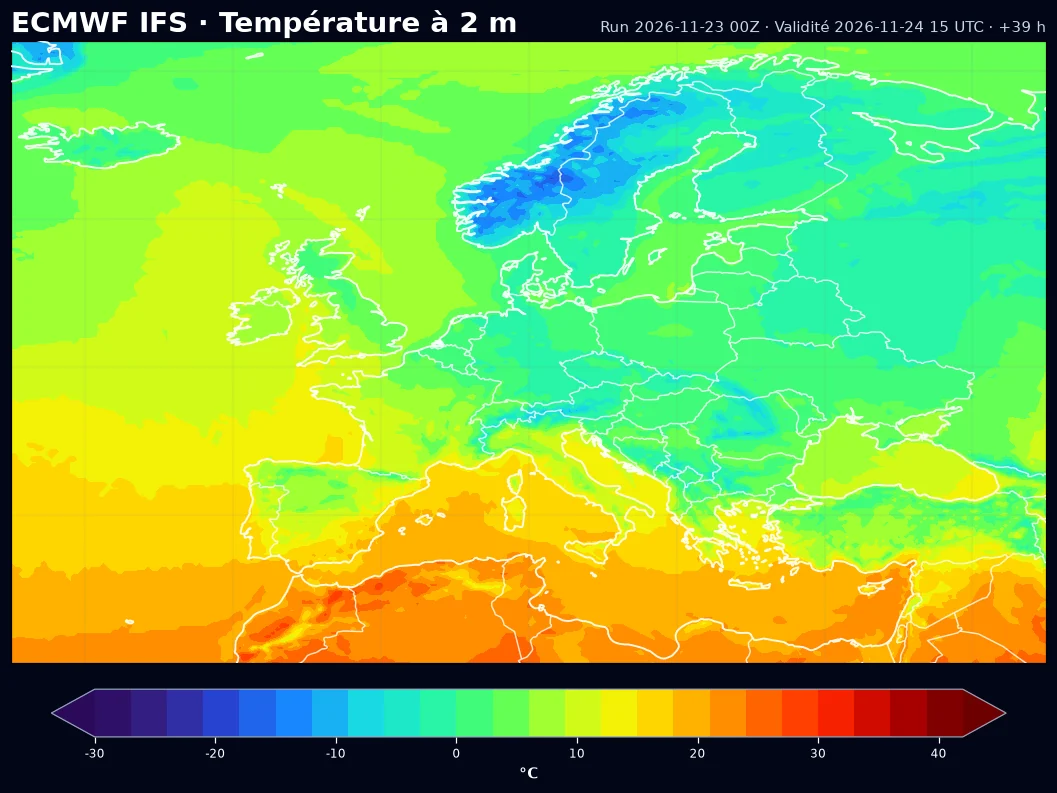 ECMWF IFS · Température à 2 m
Run 2026-11-23 00Z · Validité 2026-11-24 15 UTC · +39 h
-30 -20 -10 0 10 20 30 40
°C